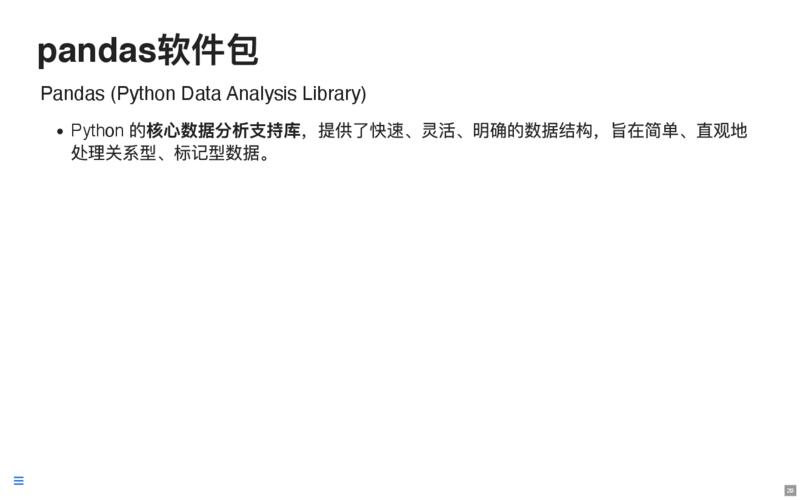 pandas软件包
Pandas (Python Data Analysis Library)
• Python 的核心数据分析支持库，提供了快速、灵活、明确的数据结构，旨在简单、直观地
处理关系型、标记型数据。